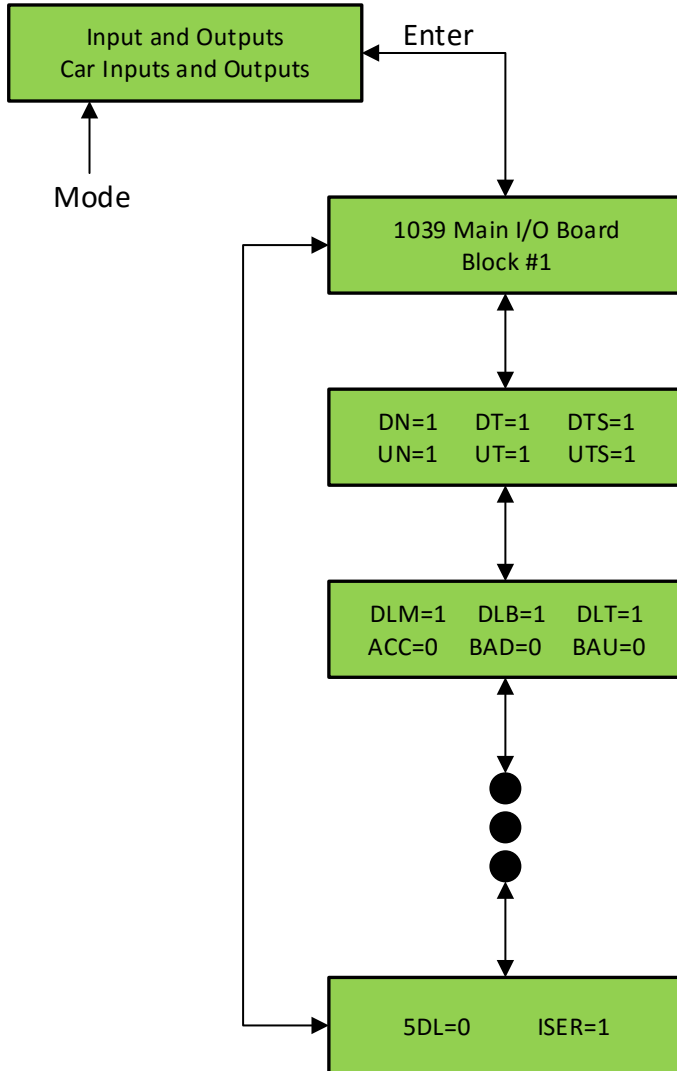 Input and Outputs
Car Inputs and Outputs
Enter
Mode
1039 Main I/O Board
Block #1
DN=1 DT=1 DTS=1
UN=1 UT=1 UTS=1
DLM=1 DLB=1 DLT=1
ACC=0 BAD=0 BAU=0
5DL=0 ISER=1